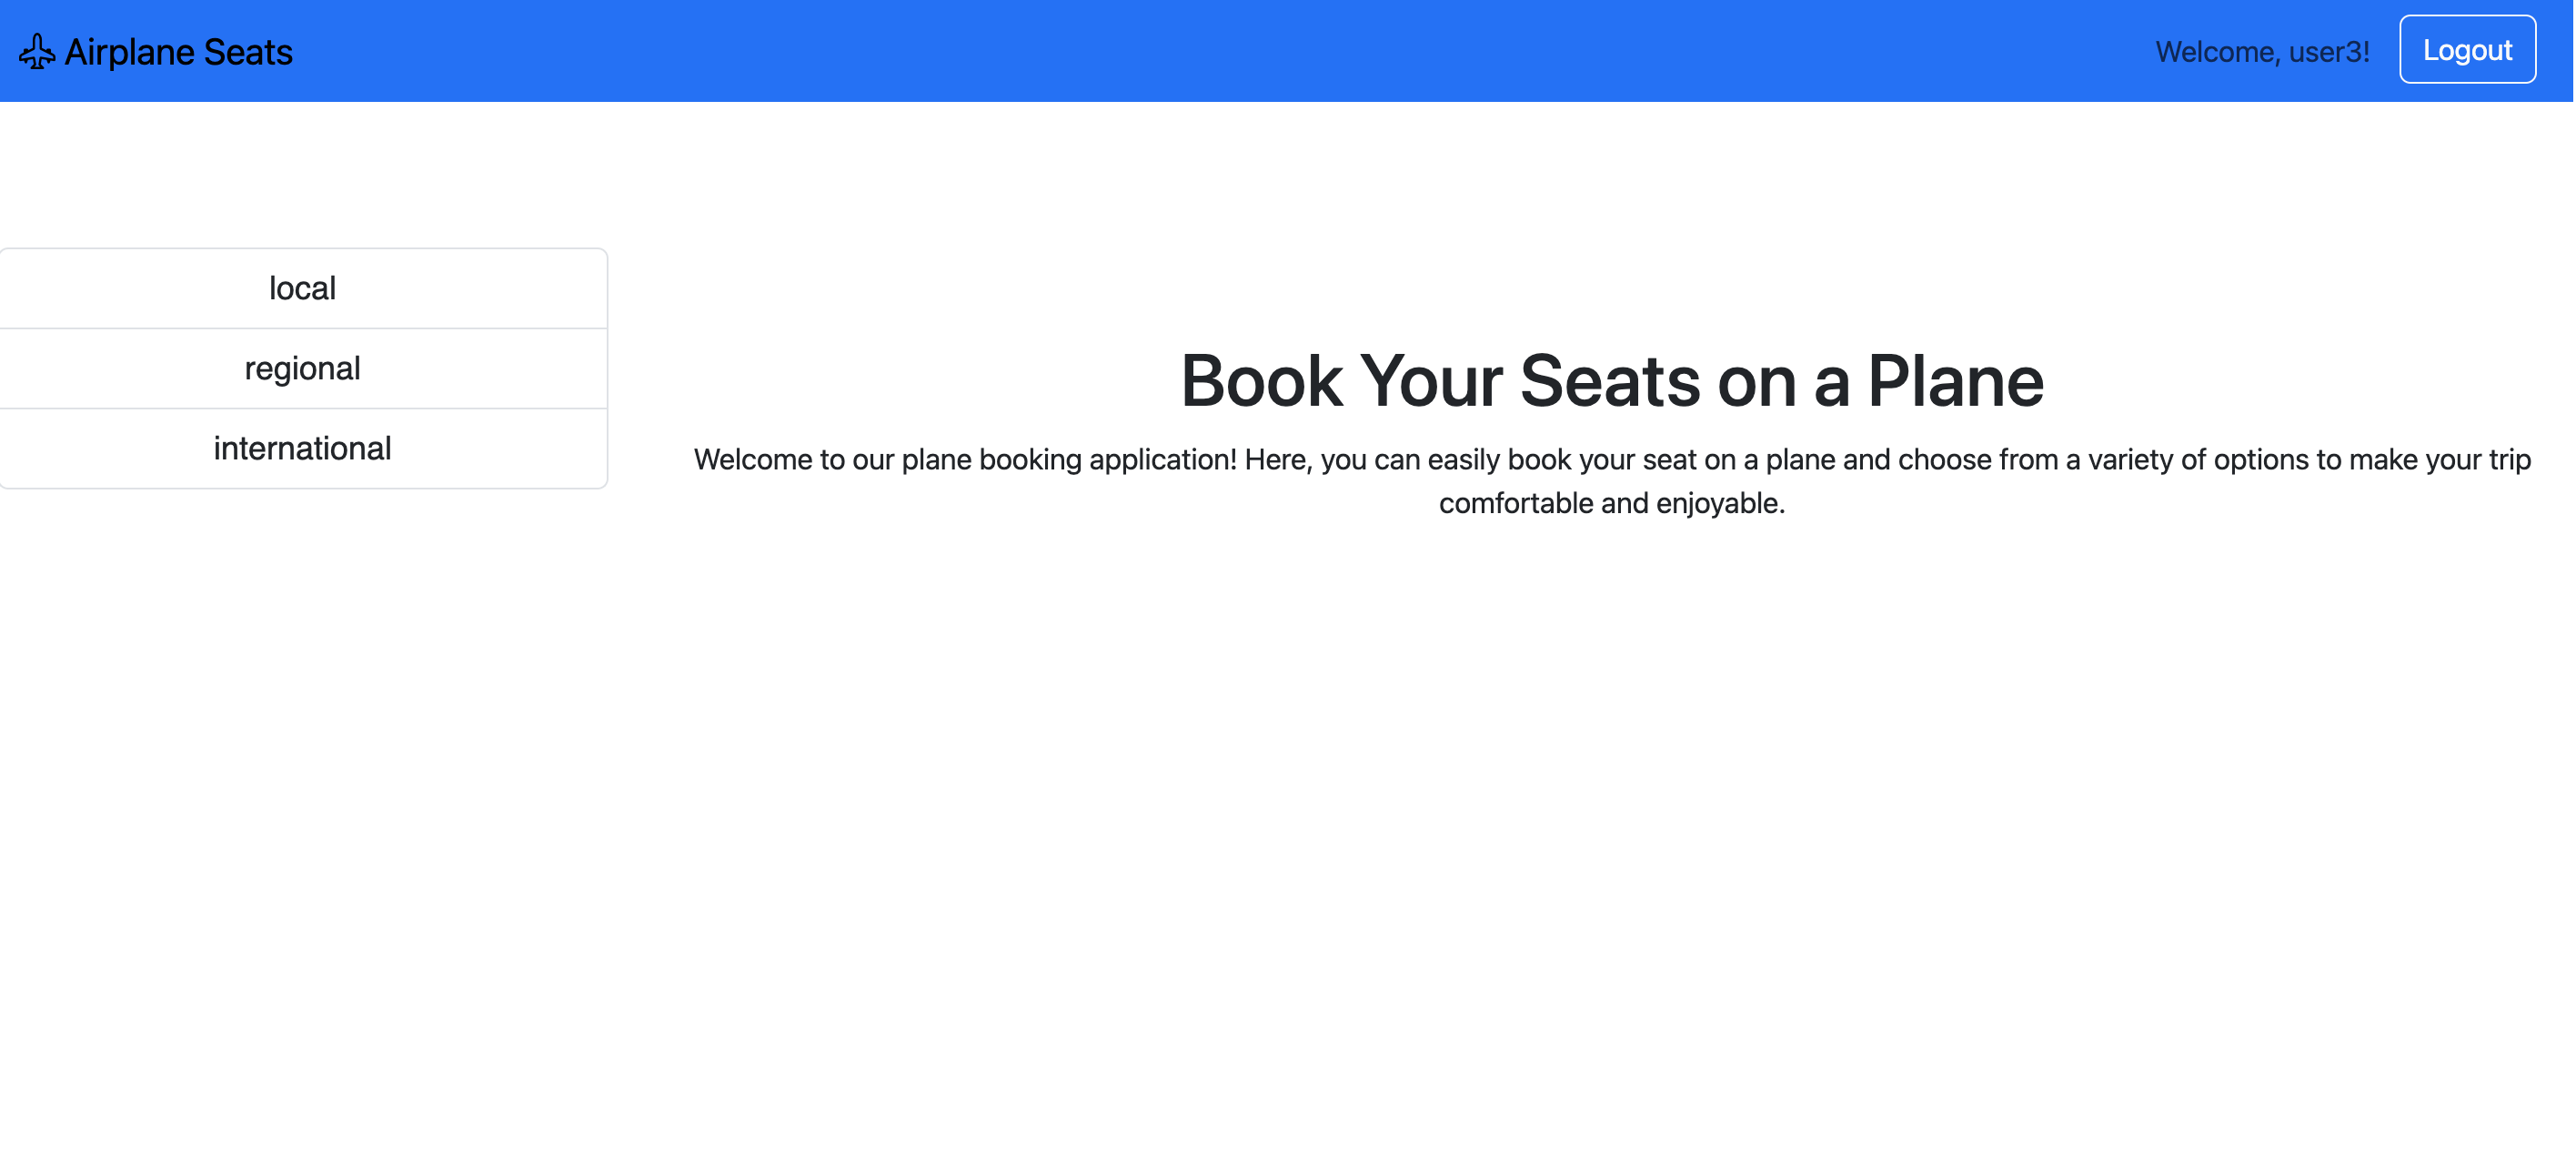 Airplane Seats
Welcome, user3!
Logout
local
regional
international
Book Your Seats on a Plane
Welcome to our plane booking application! Here, you can easily book your seat on a plane and choose from a variety of options to make your trip
comfortable and enjoyable.